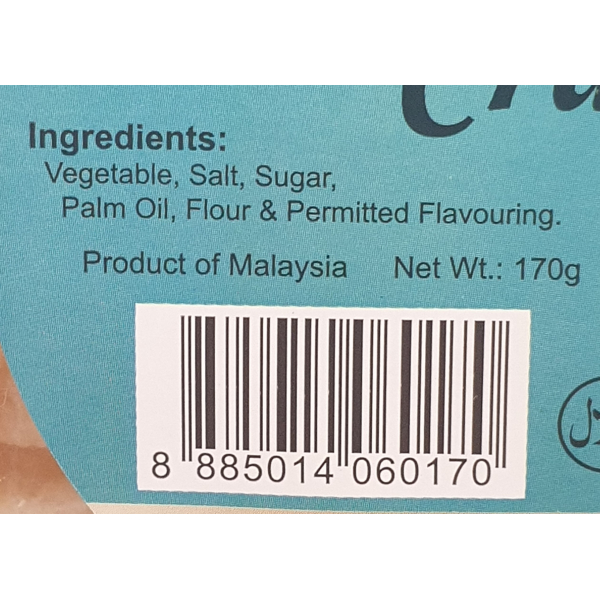 Ingredients:
Vegetable, Salt, Sugar,
Palm Oil, Flour & Permitted Flavouring.
Product of Malaysia Net Wt.: 170g
8 885014 060170